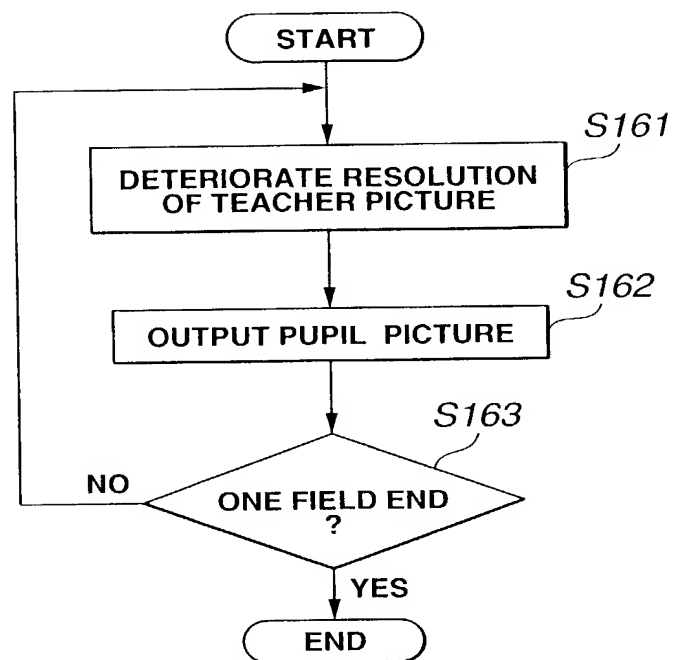 START
S161
DETERIORATE RESOLUTION
OF TEACHER PICTURE
S162
OUTPUT PUPIL PICTURE
S163
NO
ONE FIELD END
?
YES
END